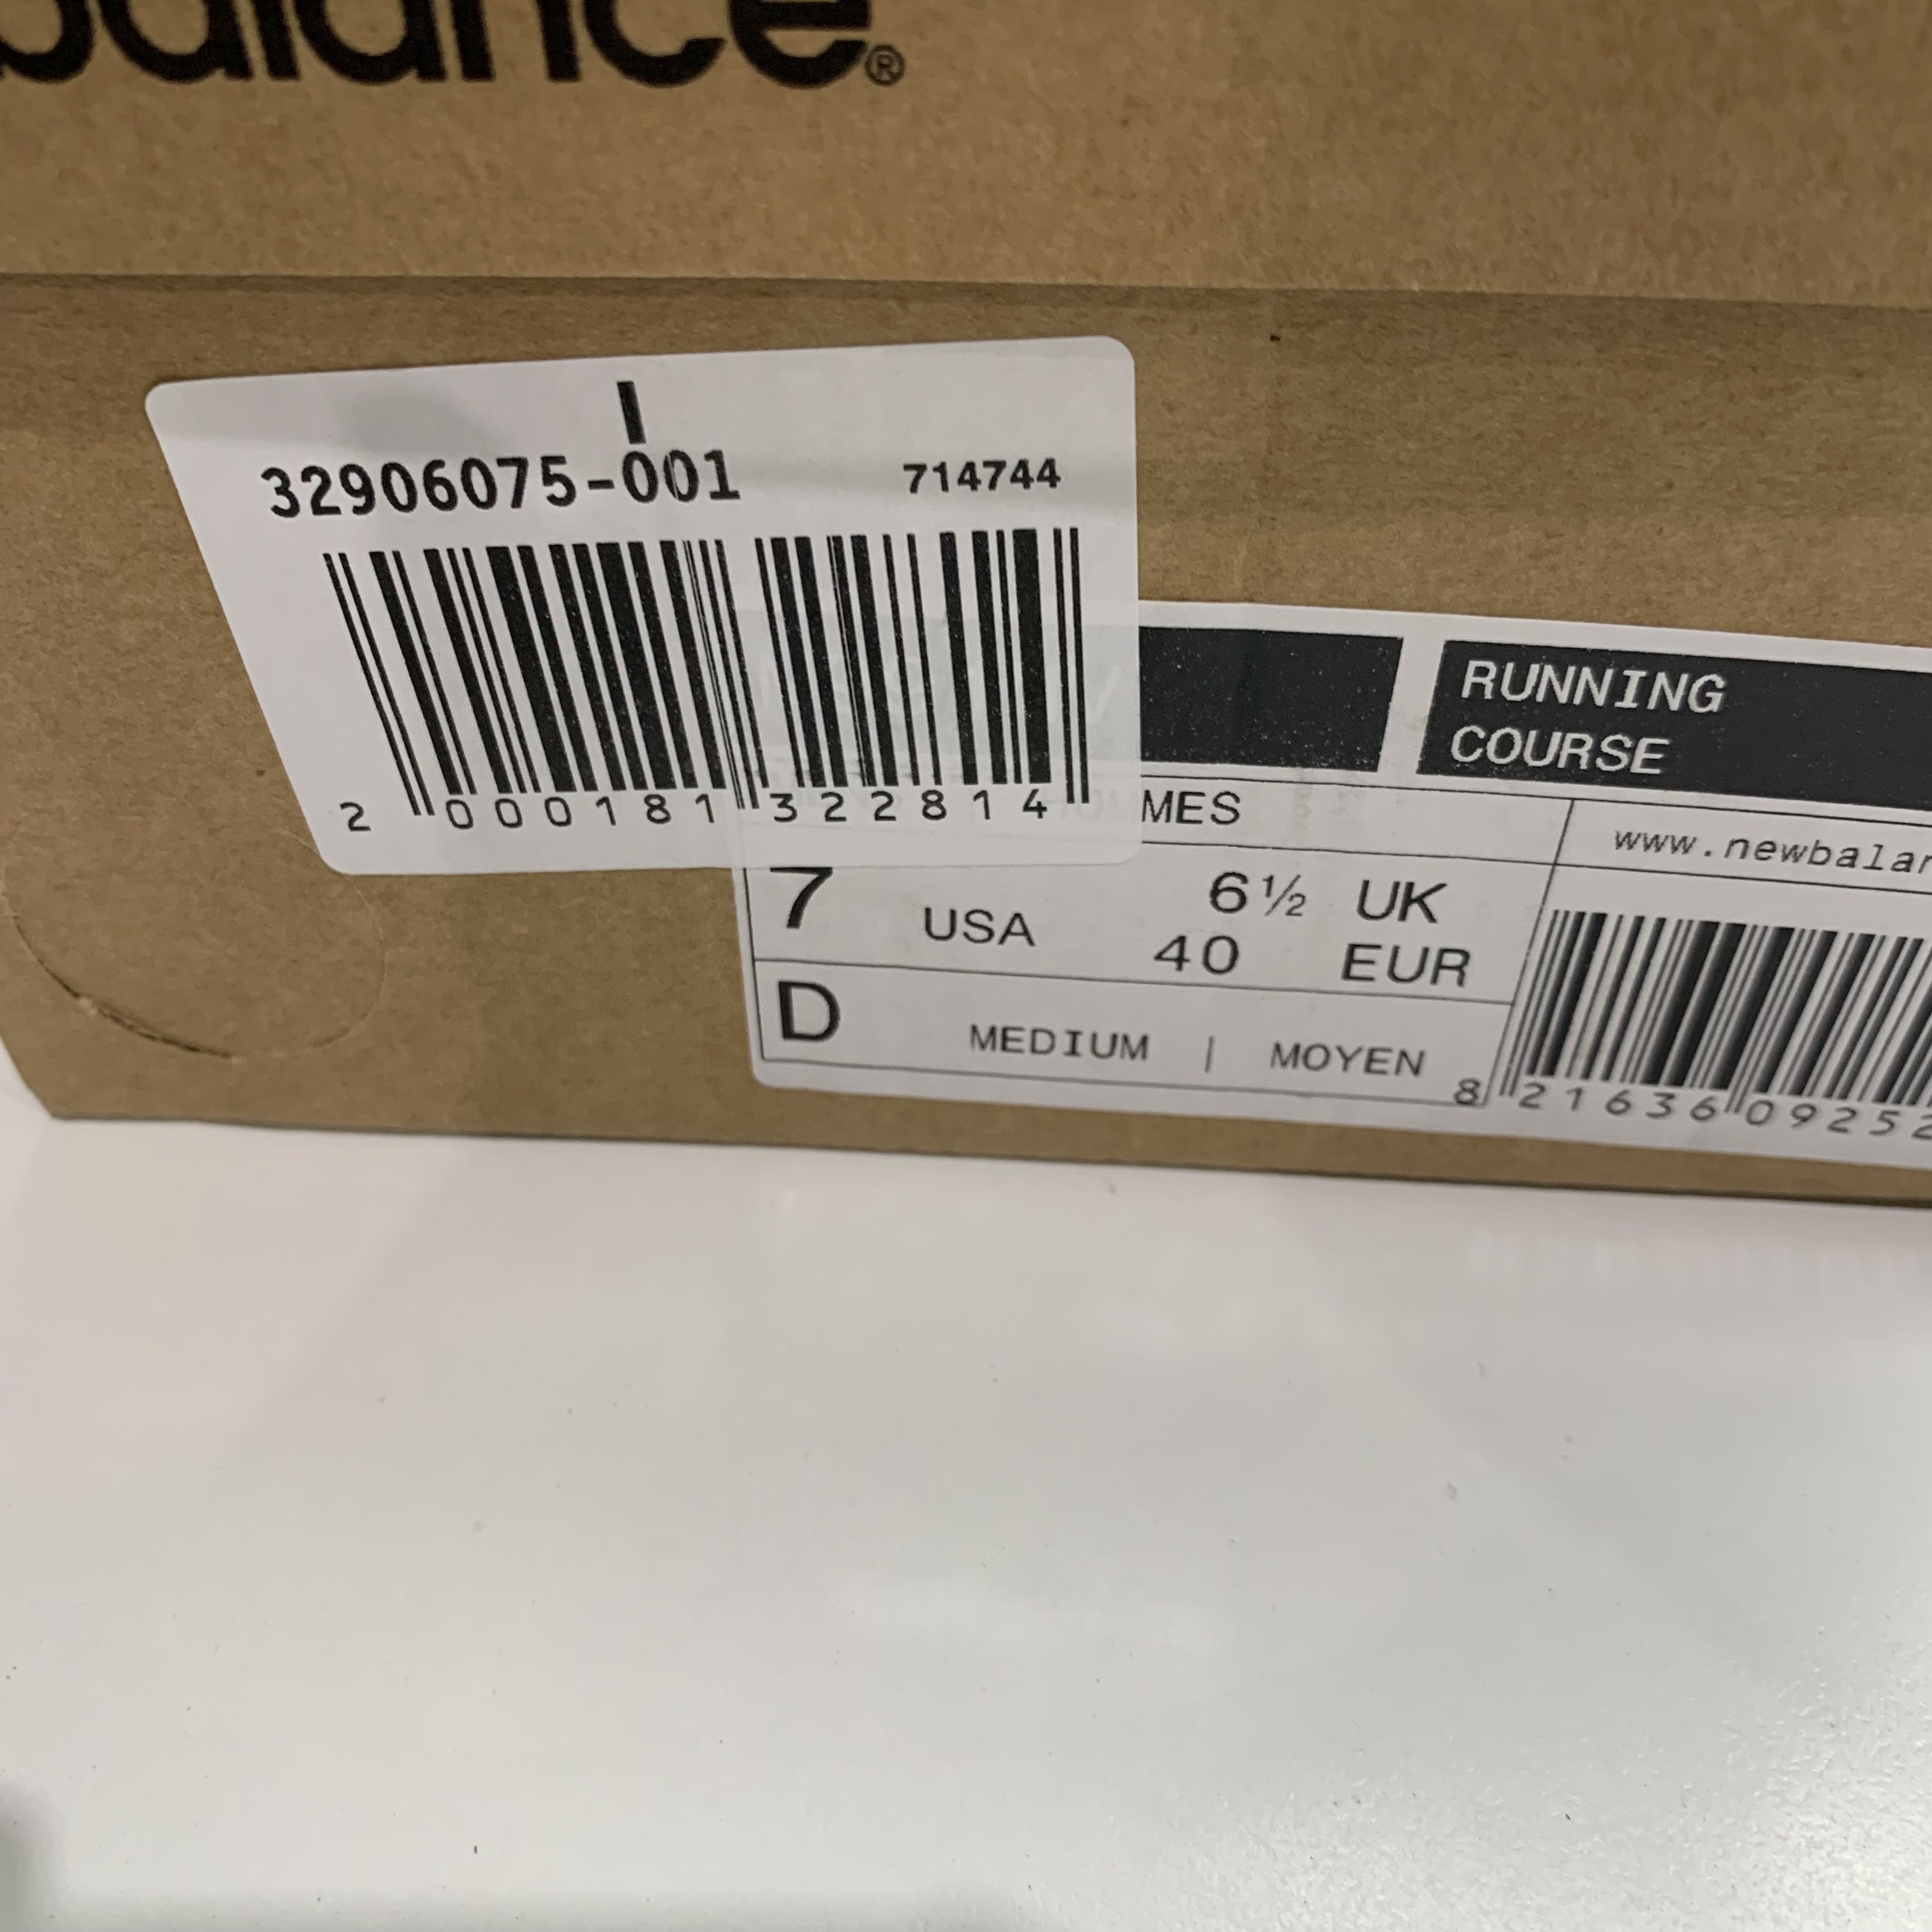 balance®
32906075-001 714744
2 000181 322814
RUNNING
COURSE
MES
www.newbalan
7 USA 6½ UK
40 EUR
D MEDIUM | MOYEN
8 21636 09252